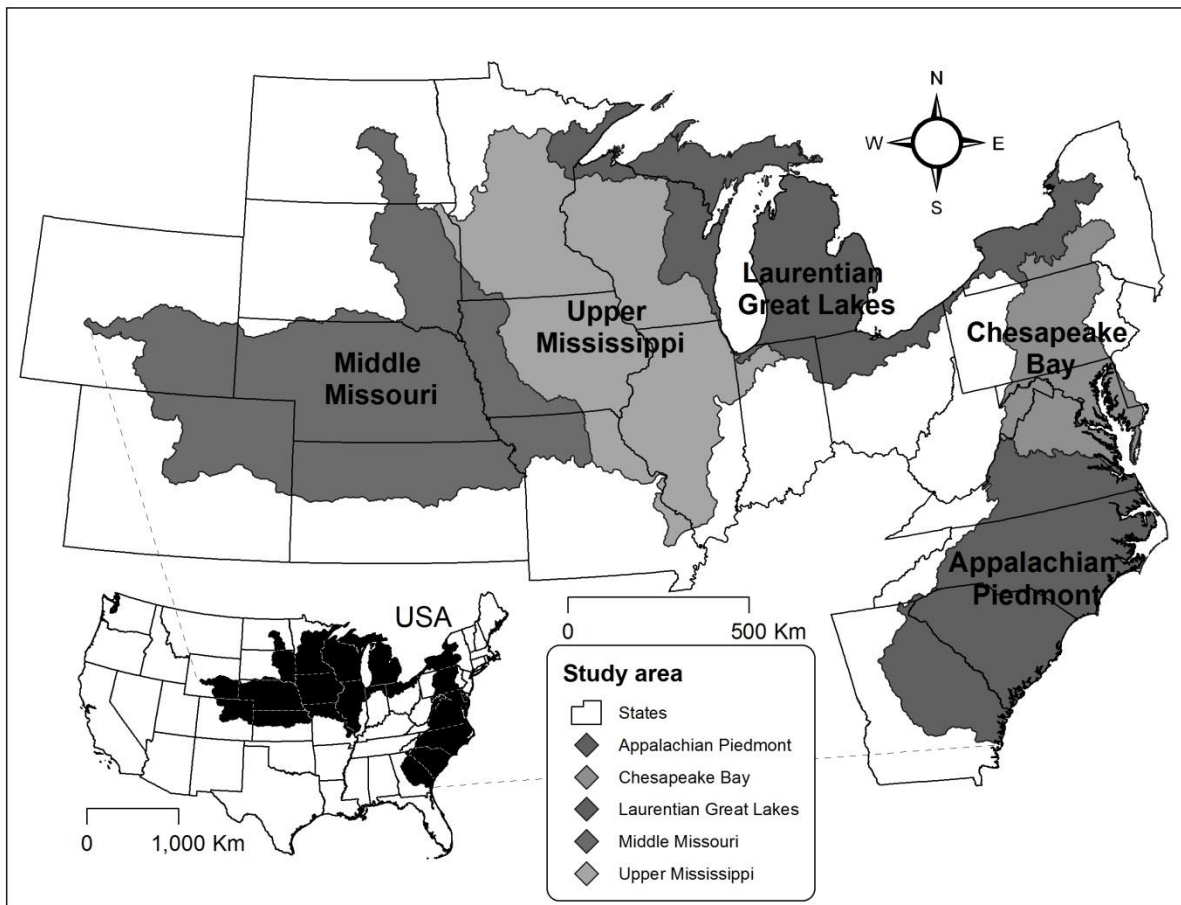 N
W
E
S
Laurentian
Great Lakes
Upper
Mississippi
Chesapeake
Bay
Middle
Missouri
Appalachian
Piedmont
USA
0
500 Km
0
1,000 Km
Study area
States
Appalachian Piedmont
Chesapeake Bay
Laurentian Great Lakes
Middle Missouri
Upper Mississippi